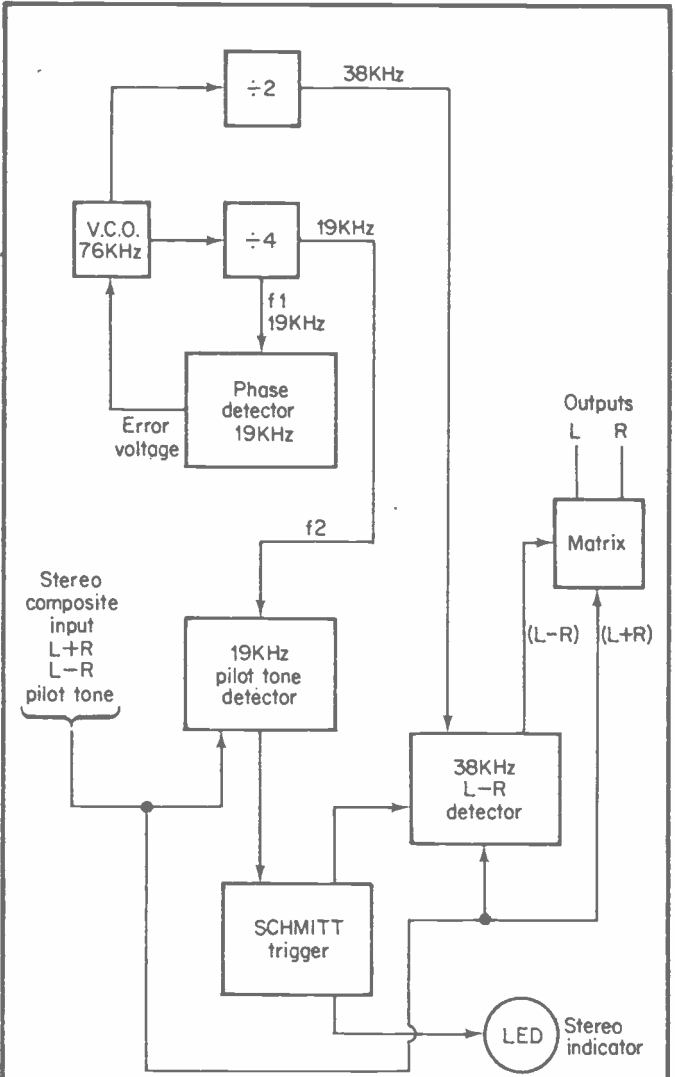 ÷2
38KHz
V.C.O.
76KHz
÷4
19KHz
f1
19KHz
Phase
detector
19KHz
Error
voltage
Outputs
L R
Matrix
f2
Stereo
composite
input
L+R
L−R
pilot tone
19KHz
pilot tone
detector
(L−R) (L+R)
38KHz
L−R
detector
SCHMITT
trigger
LED
Stereo
indicator